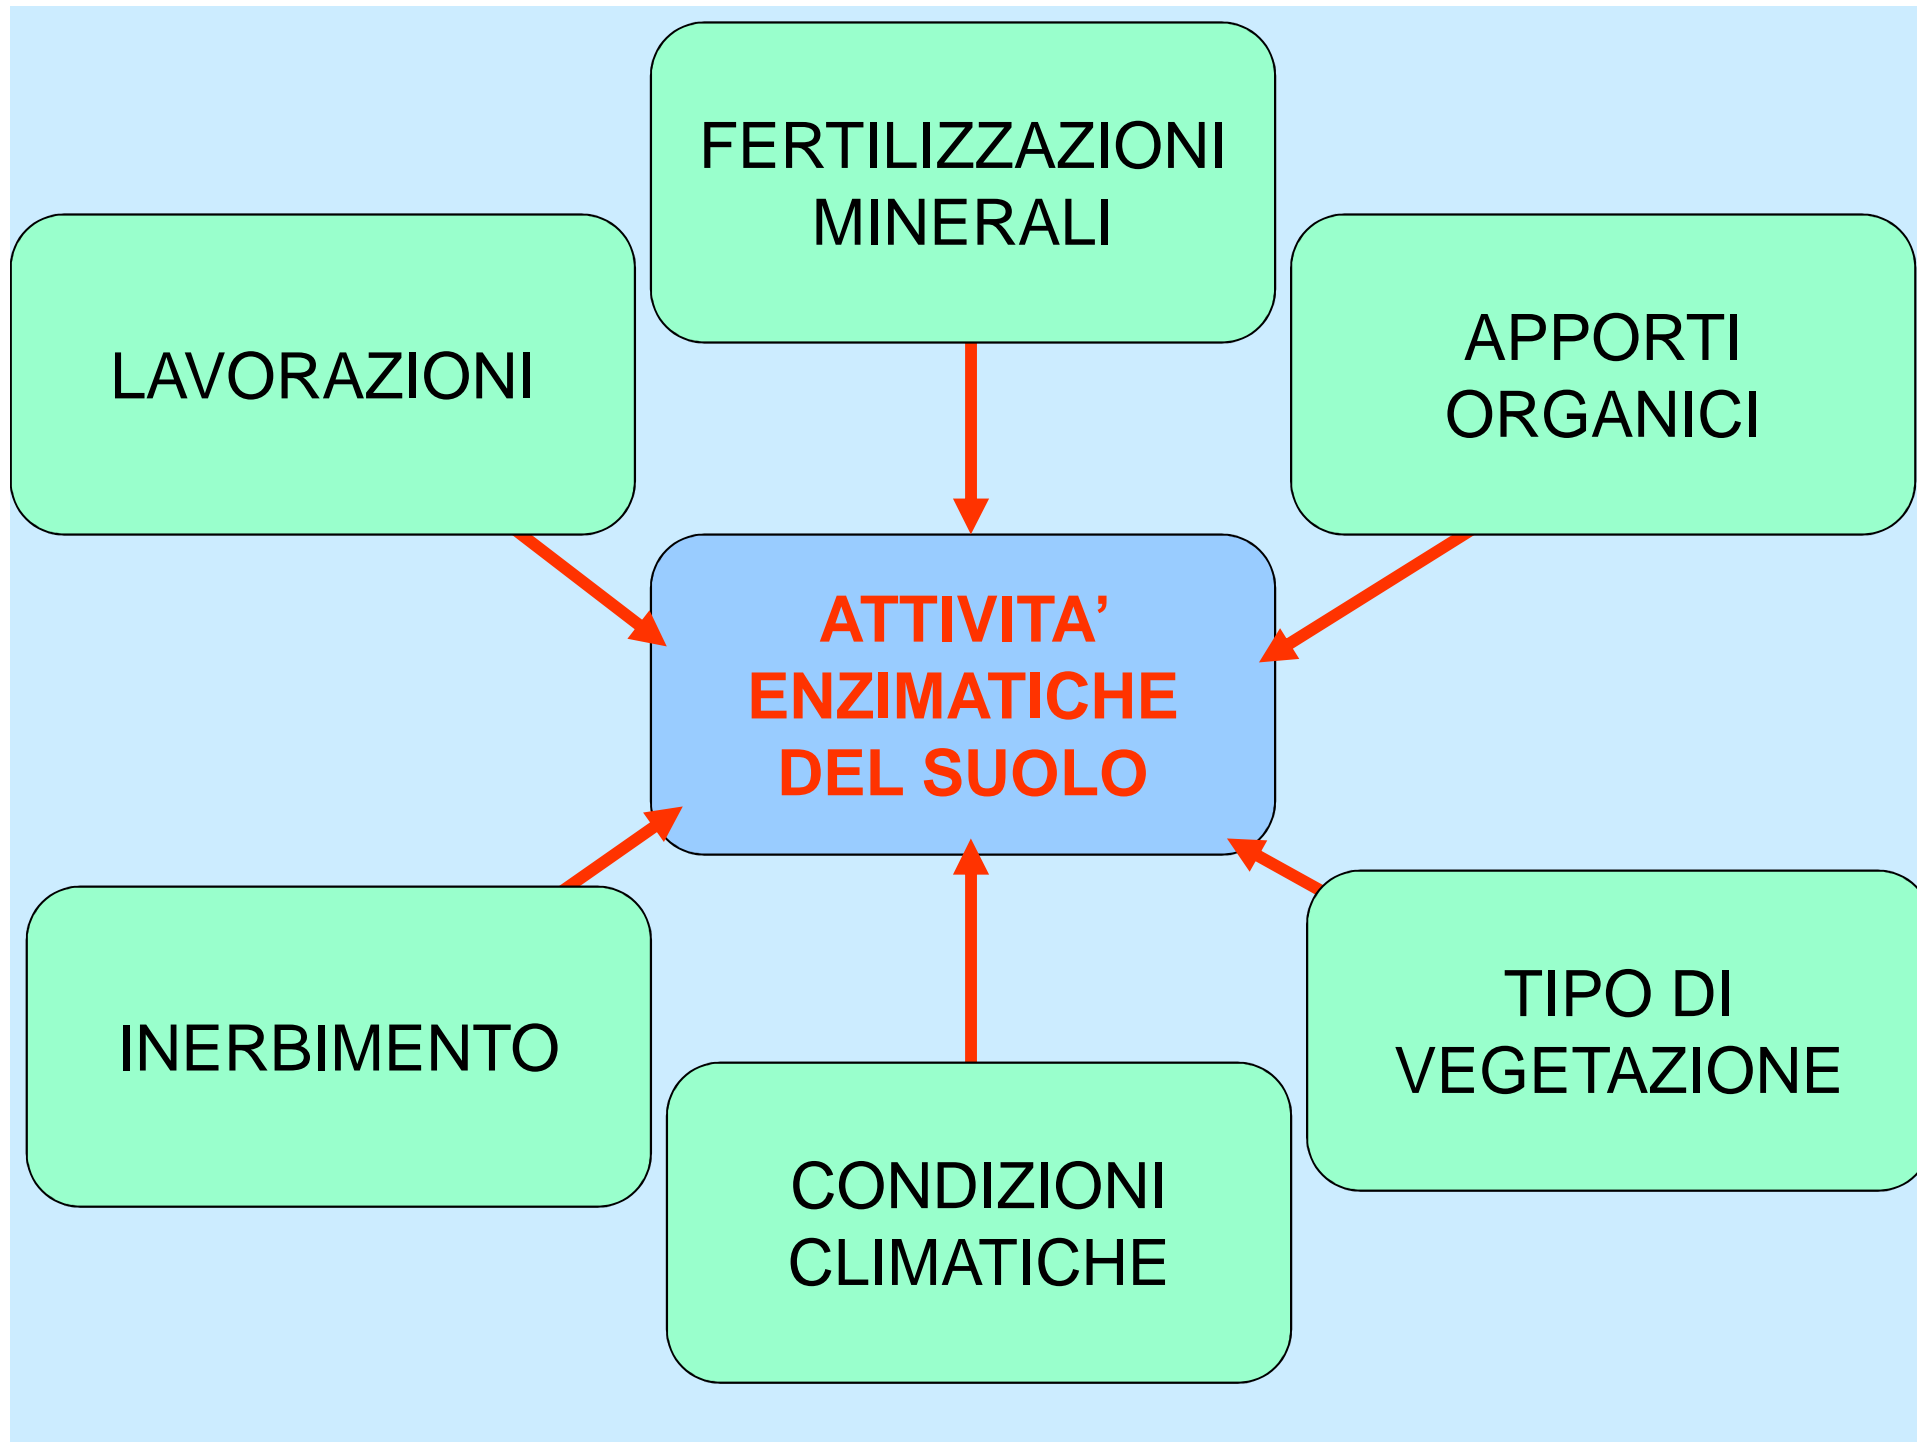 FERTILIZZAZIONI
MINERALI
LAVORAZIONI
APPORTI
ORGANICI
ATTIVITA’
ENZIMATICHE
DEL SUOLO
INERBIMENTO
TIPO DI
VEGETAZIONE
CONDIZIONI
CLIMATICHE